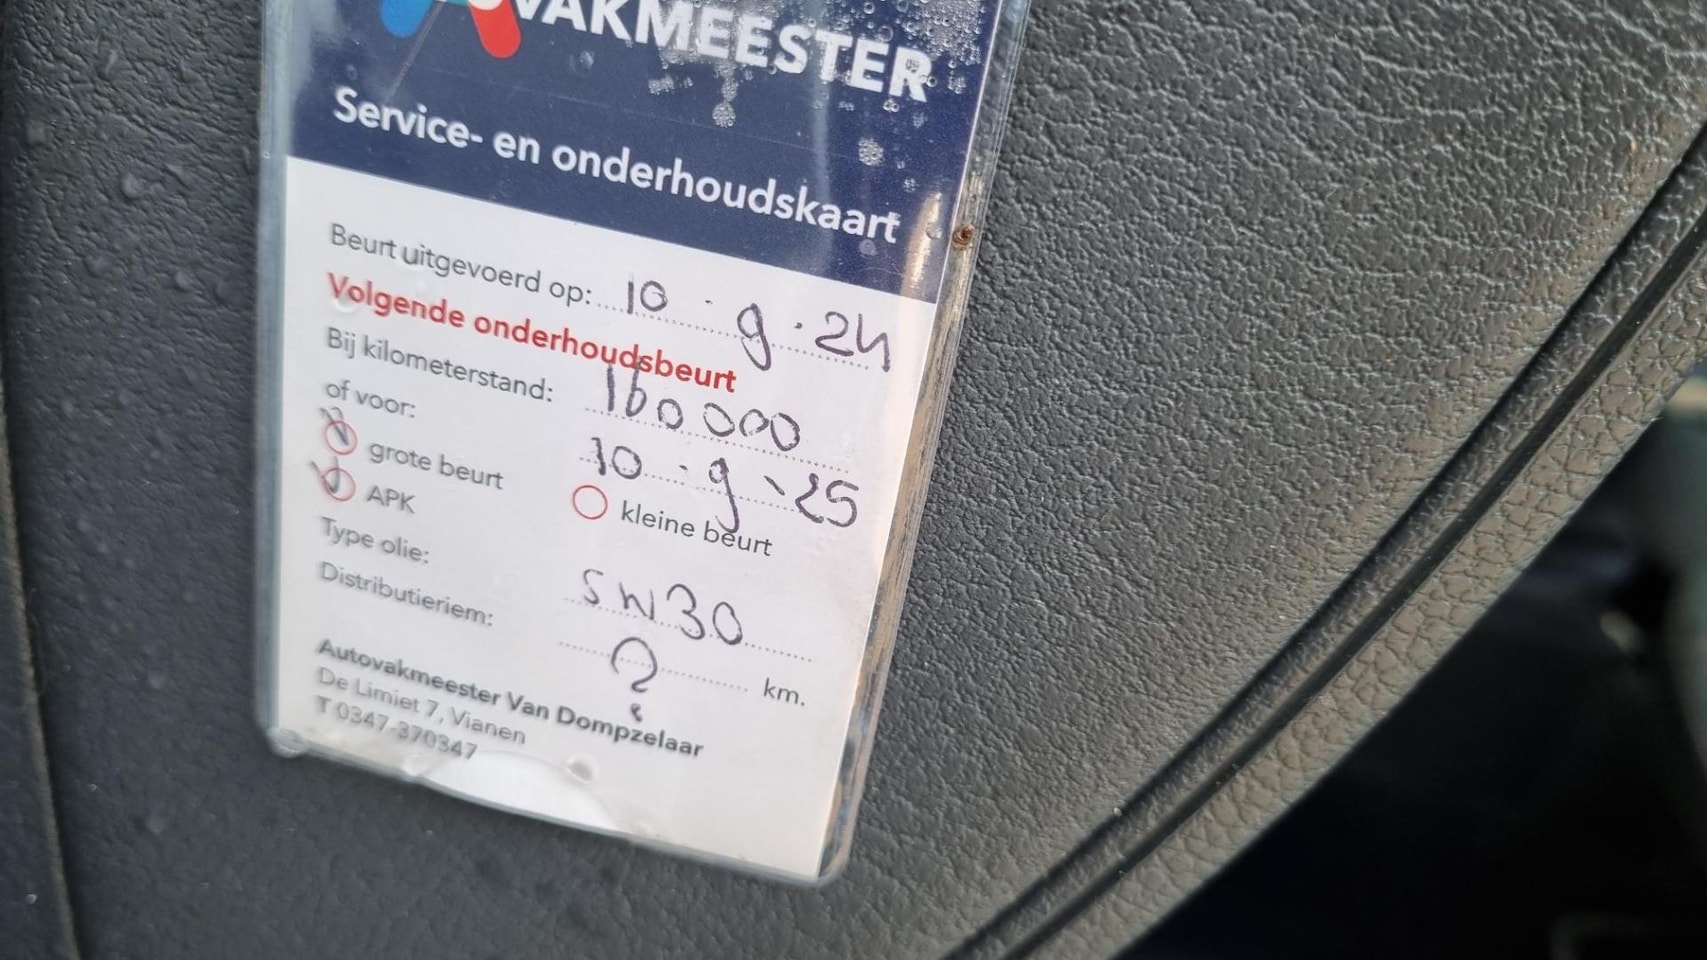 VAKMEESTER
Service- en onderhoudskaart
Beurt uitgevoerd op: 10 . 9 . 24
Volgende onderhoudsbeurt
Bij kilometerstand: 160 000
of voor: 10 . 9 - 25
grote beurt
kleine beurt
APK
Type olie: 5W30
Distributieriem: ? km.
Autovakmeester Van Dompzelaar
De Limiet 7, Vianen
T 0347-370347